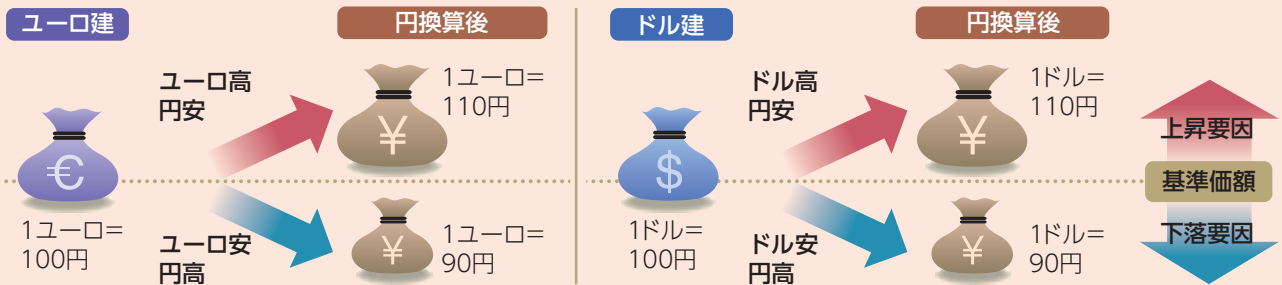 ユーロ建
円換算後
ユーロ高
円安
1ユーロ=
110円
¥
€
1ユーロ=
100円
ユーロ安
円高
¥
1ユーロ=
90円
ドル建
円換算後
ドル高
円安
1ドル=
110円
¥
$
1ドル=
100円
ドル安
円高
¥
1ドル=
90円
上昇要因
基準価額
下落要因